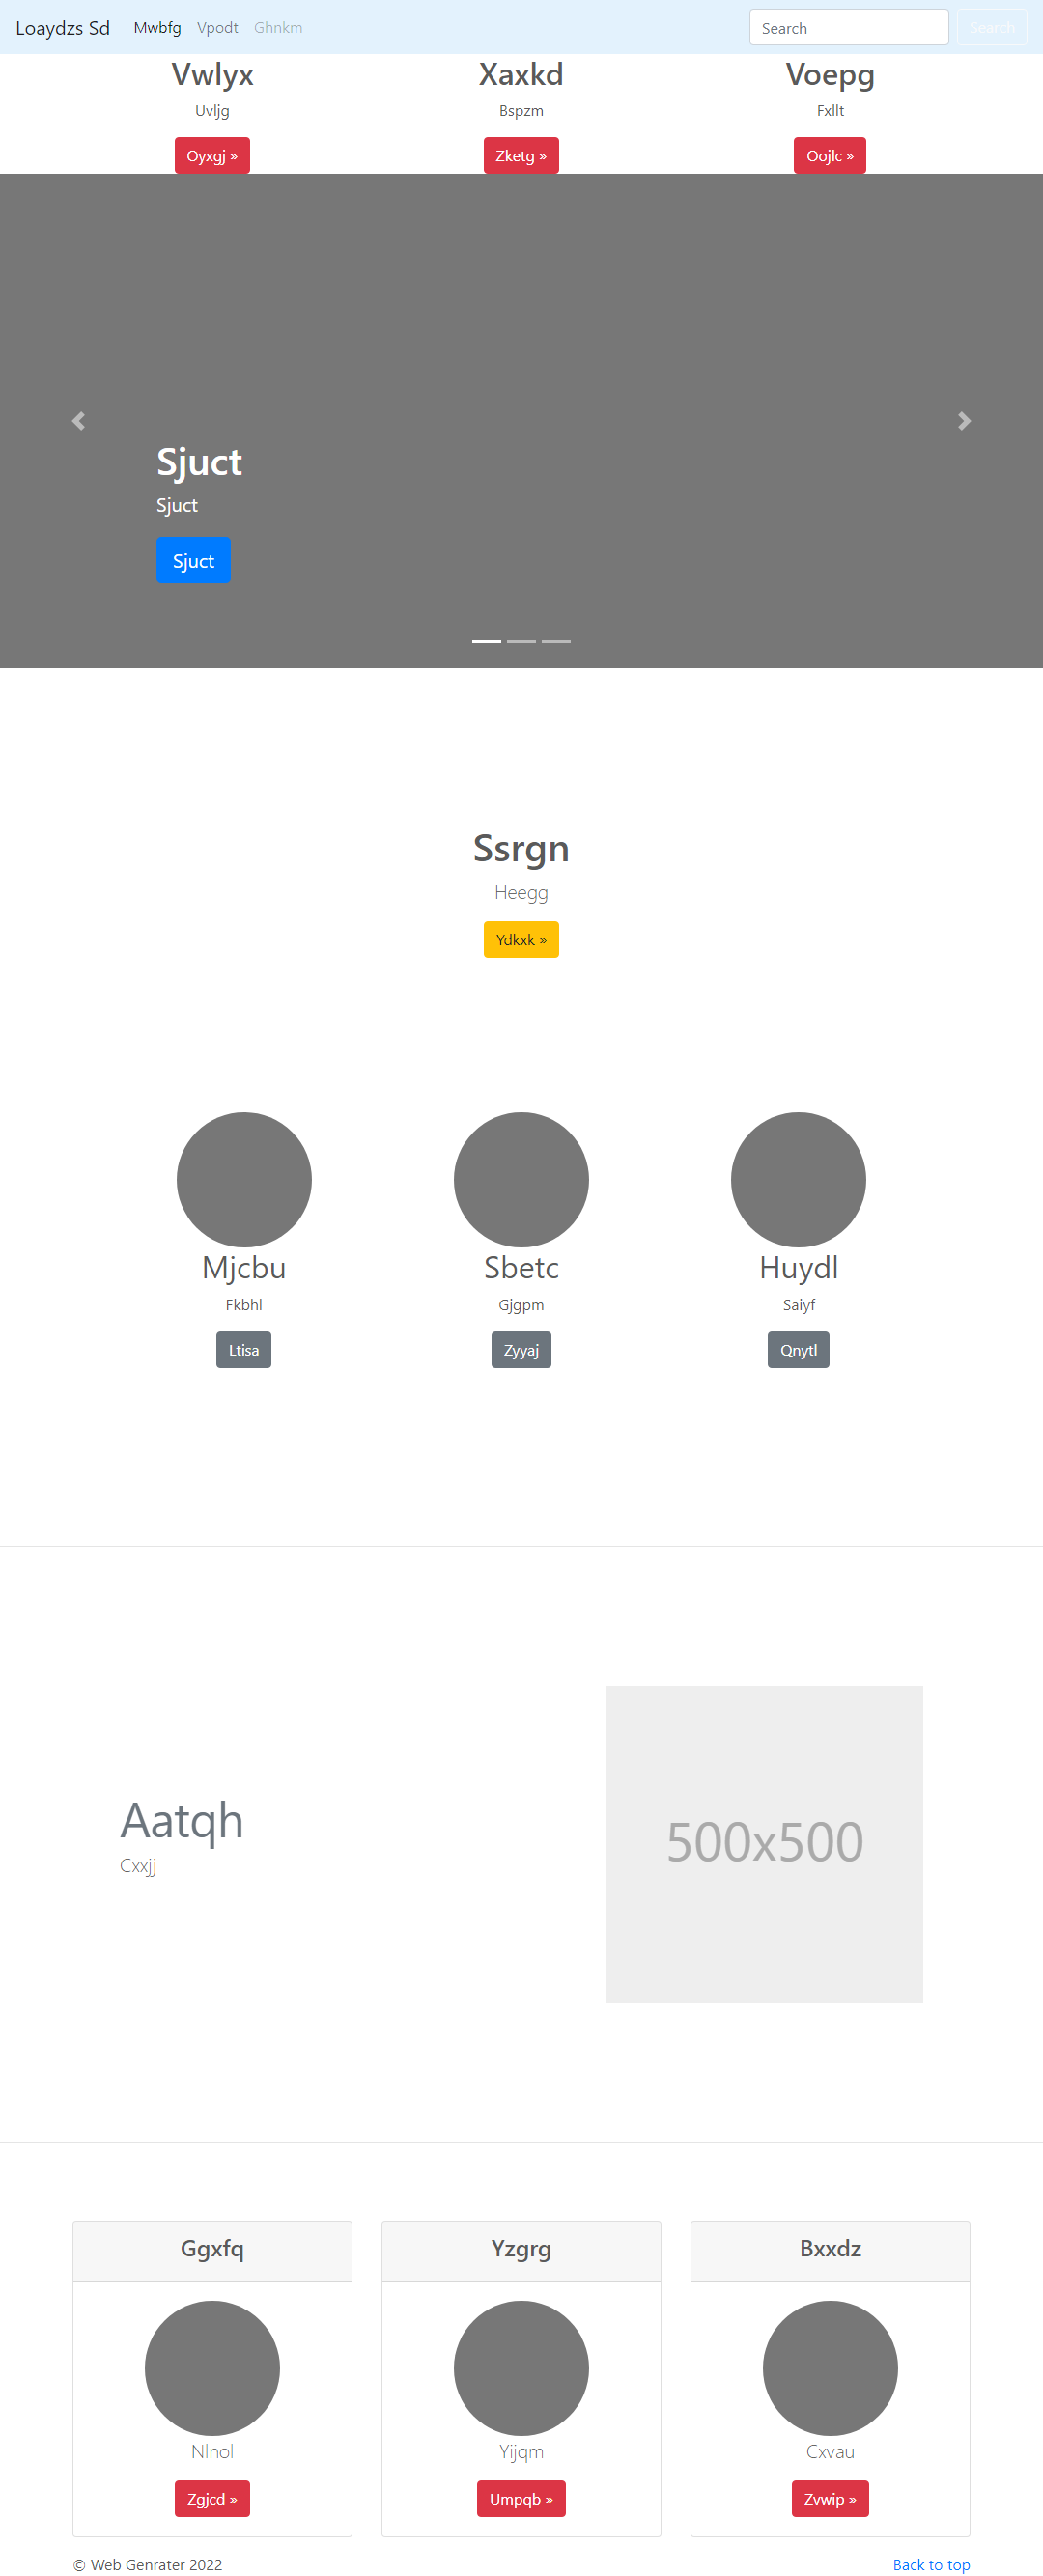 Loaydzs Sd Mwbfg Vpodt Ghnkm Search Search
Vwlyx Xaxkd Voepg
Uvljg Bspzm Fxllt
Oyxgj » Zketg » Oojlc »
Sjuct
Sjuct
Sjuct
Ssrgn
Heegg
Ydkxk »
Mjcbu Sbetc Huydl
Fkbhl Gjgpm Saiyf
Ltisa Zyyaj Qnytl
Aatqh
Cxxjj
500x500
Ggxfq Yzgrg Bxxdz
Nlnol Yijqm Cxvau
Zgjcd » Umpqb » Zvwip »
© Web Genrater 2022 Back to top